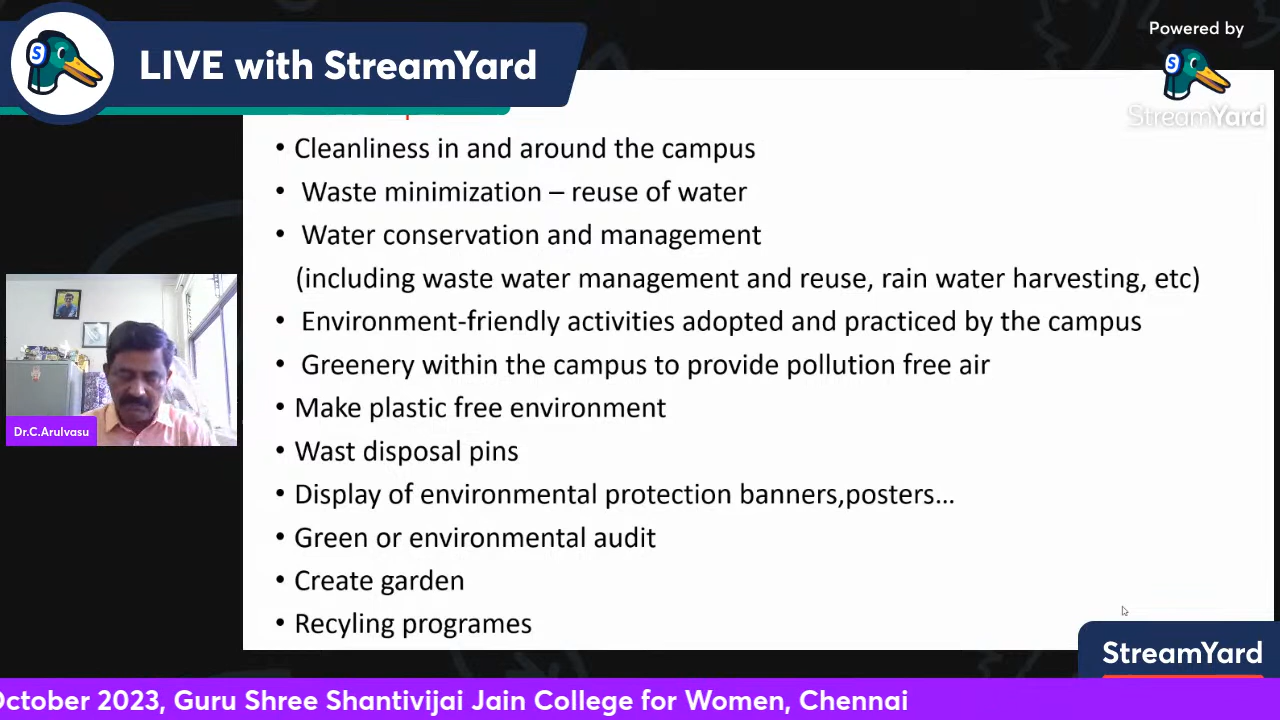 LIVE with StreamYard
Powered by
StreamYard
• Cleanliness in and around the campus
• Waste minimization – reuse of water
• Water conservation and management
(including waste water management and reuse, rain water harvesting, etc)
• Environment-friendly activities adopted and practiced by the campus
• Greenery within the campus to provide pollution free air
• Make plastic free environment
• Wast disposal pins
• Display of environmental protection banners,posters...
• Green or environmental audit
• Create garden
• Recyling programes
Dr.C.Arulvasu
StreamYard
October 2023, Guru Shree Shantivijai Jain College for Women, Chennai